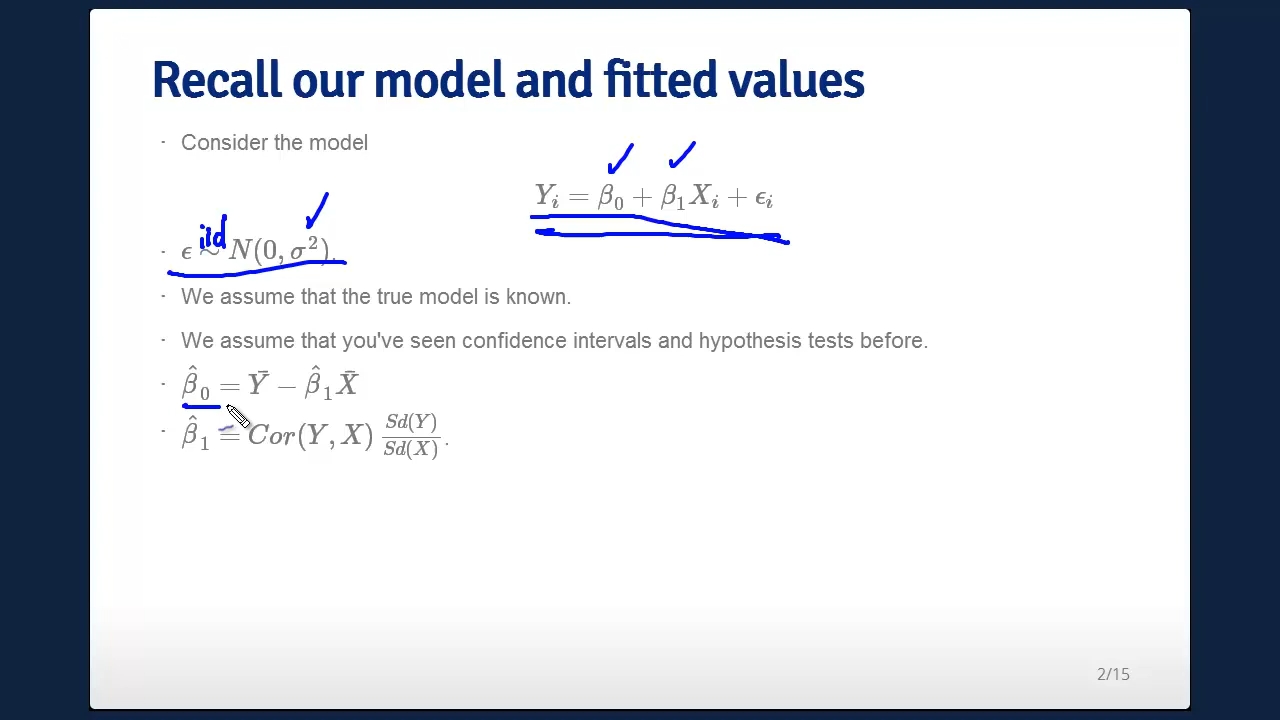 Recall our model and fitted values
· Consider the model
Yᵢ = β₀ + β₁Xᵢ + ϵᵢ
iid
· ϵ ∼ N(0, σ²).
· We assume that the true model is known.
· We assume that you've seen confidence intervals and hypothesis tests before.
· β̂₀ = Ȳ − β̂₁X̄
· β̂₁ = Cor(Y, X) Sd(Y)/Sd(X).
2/15